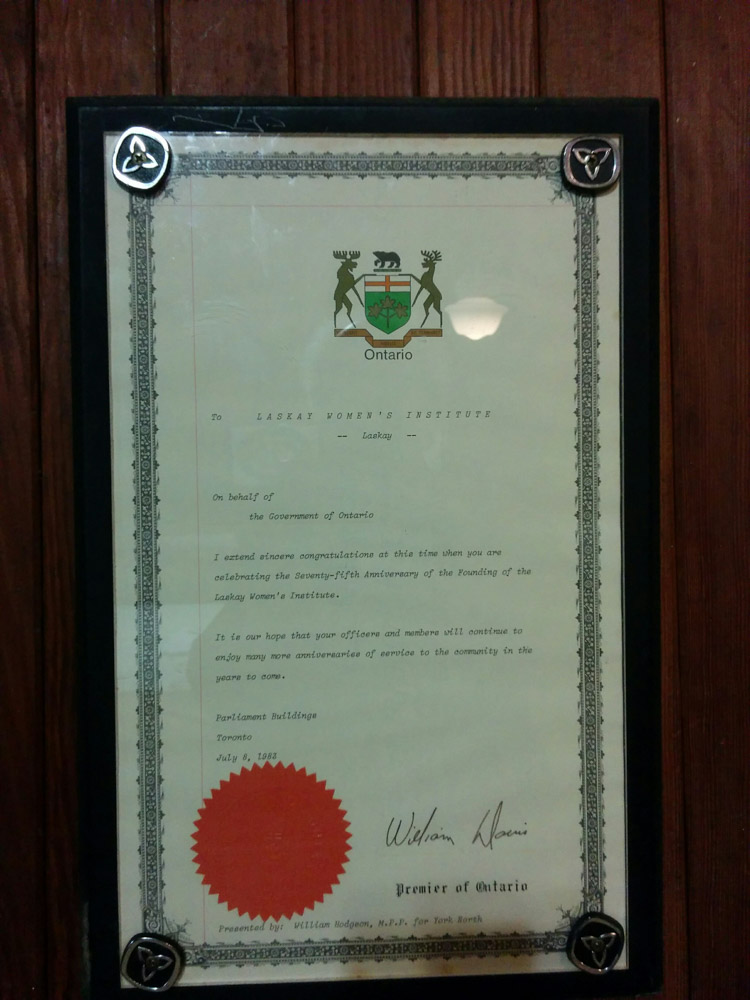 Ontario
To LASKAY WOMEN'S INSTITUTE
-- Laskay --
On behalf of
the Government of Ontario
I extend sincere congratulations at this time when you are
celebrating the Seventy-fifth Anniversary of the Founding of the
Laskay Women's Institute.
It is our hope that your officers and members will continue to
enjoy many more anniversaries of service to the community in the
years to come.
Parliament Buildings
Toronto
July 8, 1982
William Davis
Premier of Ontario
Presented by: William Hodgson, M.P.P. for York North